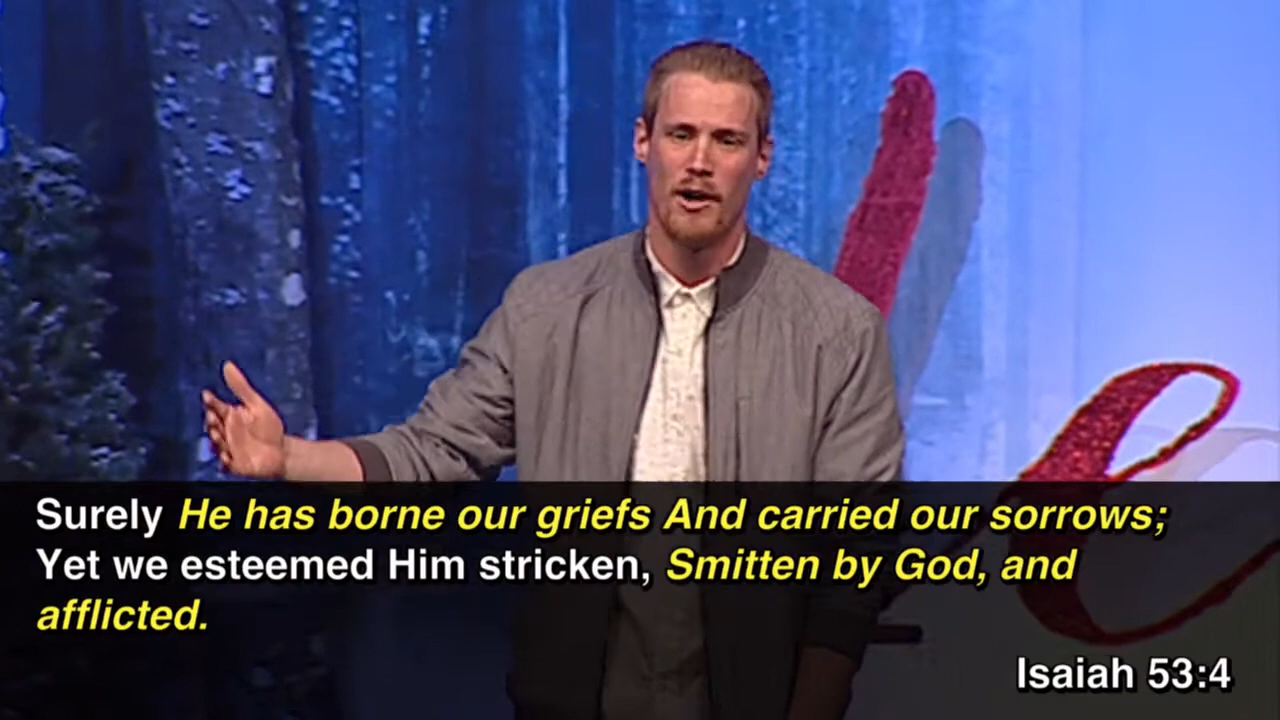 Surely He has borne our griefs And carried our sorrows;
Yet we esteemed Him stricken, Smitten by God, and
afflicted.
Isaiah 53:4